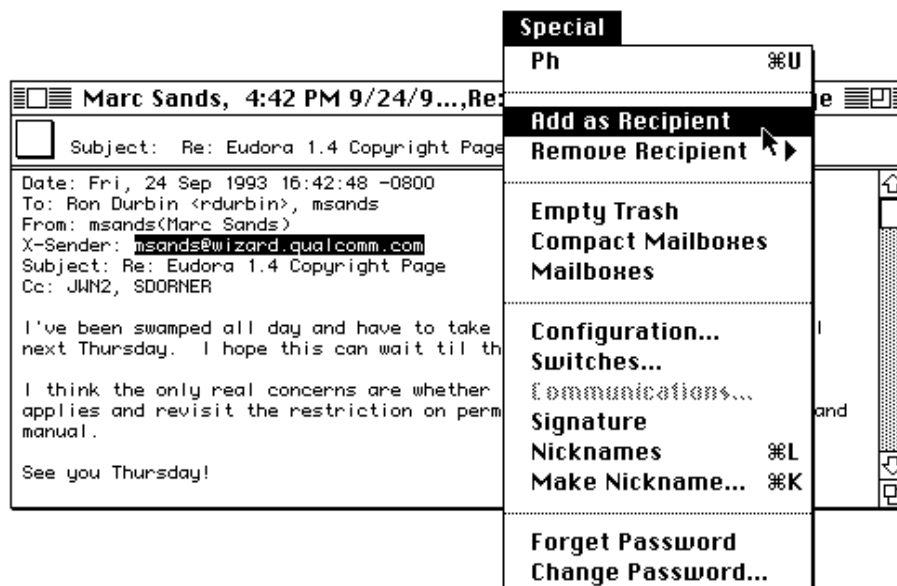 Special
Ph ⌘U
Marc Sands, 4:42 PM 9/24/9...,Re:
Add as Recipient
Subject: Re: Eudora 1.4 Copyright Page
Remove Recipient
Date: Fri, 24 Sep 1993 16:42:48 -0800
To: Ron Durbin <rdurbin>, msands
From: msands(Marc Sands)
X-Sender: msands@wizard.qualcomm.com
Subject: Re: Eudora 1.4 Copyright Page
Cc: JWN2, SDORNER
I've been swamped all day and have to take
next Thursday. I hope this can wait til
I think the only real concerns are whether
applies and revisit the restriction on and
manual.
See you Thursday!
Empty Trash
Compact Mailboxes
Mailboxes
Configuration...
Switches...
Communications...
Signature
Nicknames ⌘L
Make Nickname... ⌘K
Forget Password
Change Password...